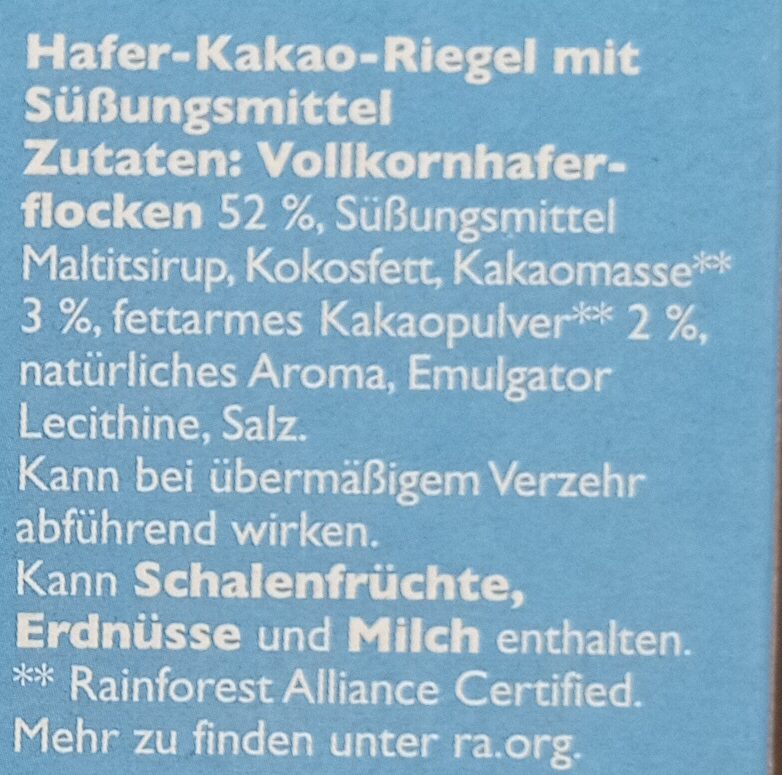 Hafer-Kakao-Riegel mit
Süßungsmittel
Zutaten: Vollkornhafer-
flocken 52 %, Süßungsmittel
Maltitsirup, Kokosfett, Kakaomasse**
3 %, fettarmes Kakaopulver** 2 %,
natürliches Aroma, Emulgator
Lecithine, Salz.
Kann bei übermäßigem Verzehr
abführend wirken.
Kann Schalenfrüchte,
Erdnüsse und Milch enthalten.
** Rainforest Alliance Certified.
Mehr zu finden unter ra.org.